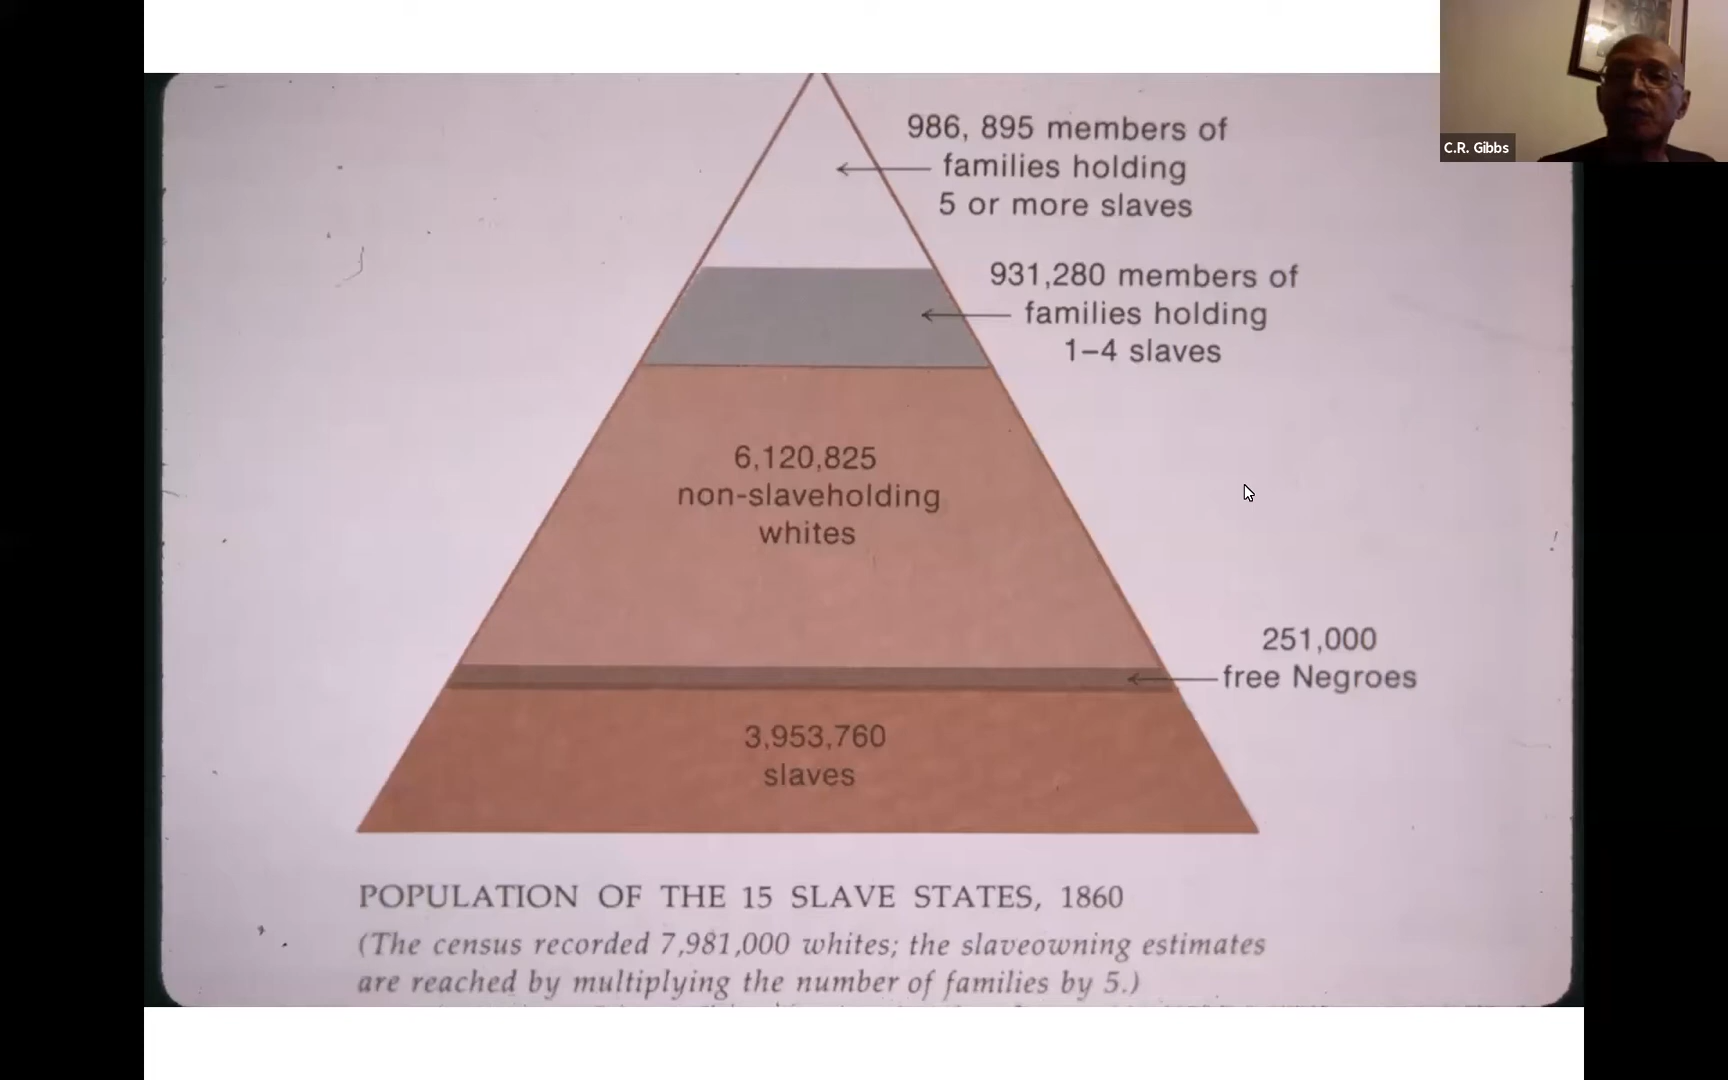 986, 895 members of
families holding
5 or more slaves
C.R. Gibbs
931,280 members of
families holding
1–4 slaves
6,120,825
non-slaveholding
whites
251,000
free Negroes
3,953,760
slaves
POPULATION OF THE 15 SLAVE STATES, 1860
(The census recorded 7,981,000 whites; the slaveowning estimates
are reached by multiplying the number of families by 5.)